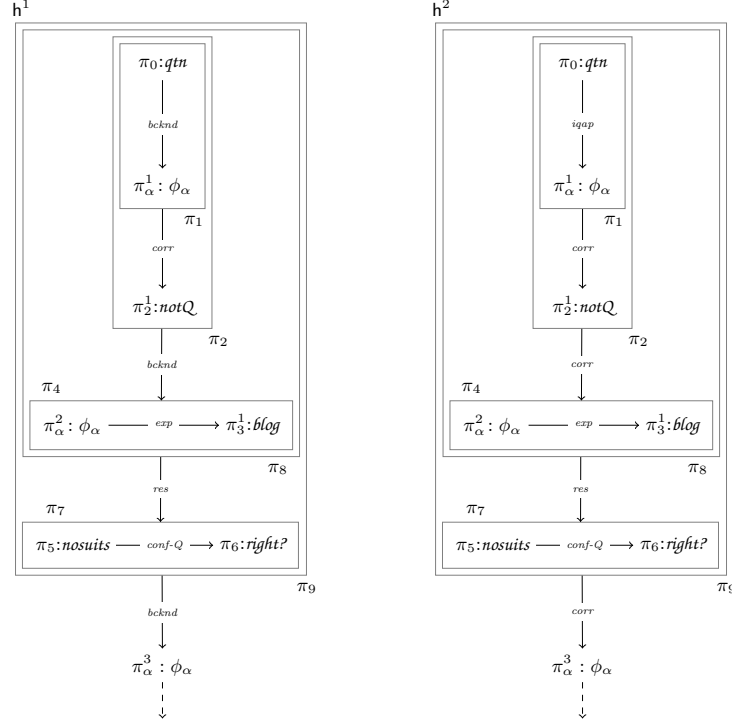 h¹
π₀:qtn
bcknd
π¹_α: ϕ_α
π₁
corr
π¹₂:notQ
π₂
bcknd
π₄
π²_α: ϕ_α exp π¹₃:blog
π₈
res
π₇
π₅:nosuits conf-Q π₆:right?
π₉
bcknd
π³_α: ϕ_α
h²
π₀:qtn
iqap
π¹_α: ϕ_α
π₁
corr
π¹₂:notQ
π₂
corr
π₄
π²_α: ϕ_α exp π¹₃:blog
π₈
res
π₇
π₅:nosuits conf-Q π₆:right?
π₉
corr
π³_α: ϕ_α